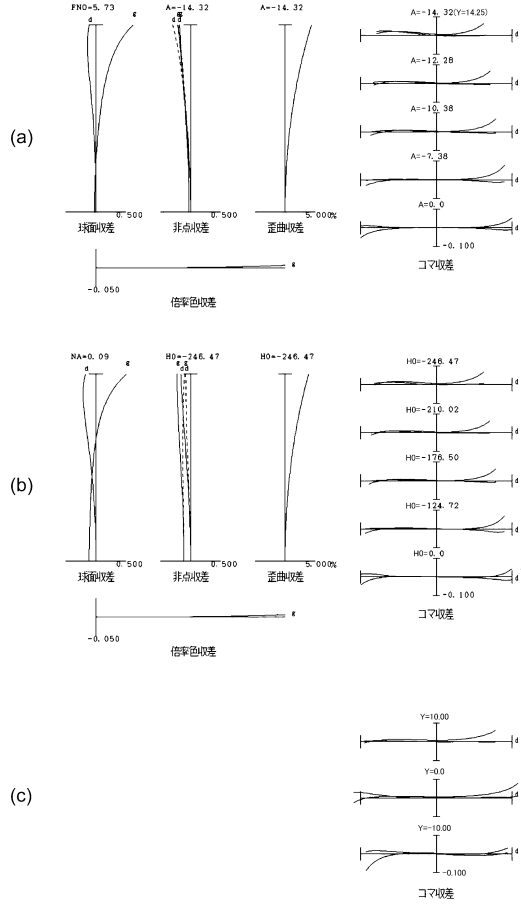 (a)
FNO=5.73
d
g
0.500
球面収差
A=-14.32
g
d
g
d
0.500
非点収差
A=-14.32
5.000%
歪曲収差
-0.050
g
倍率色収差
A=-14.32(Y=14.25)
d
A=-12.28
d
A=-10.38
d
A=-7.38
d
A=0.0
d
-0.100
コマ収差
(b)
NA=0.09
d
g
0.500
球面収差
H0=-246.47
g
g
d
d
0.500
非点収差
H0=-246.47
5.000%
歪曲収差
-0.050
g
倍率色収差
H0=-246.47
d
H0=-210.02
d
H0=-176.50
d
H0=-124.72
d
H0=0.0
d
-0.100
コマ収差
(c)
Y=10.00
d
Y=0.0
d
Y=-10.00
d
-0.100
コマ収差